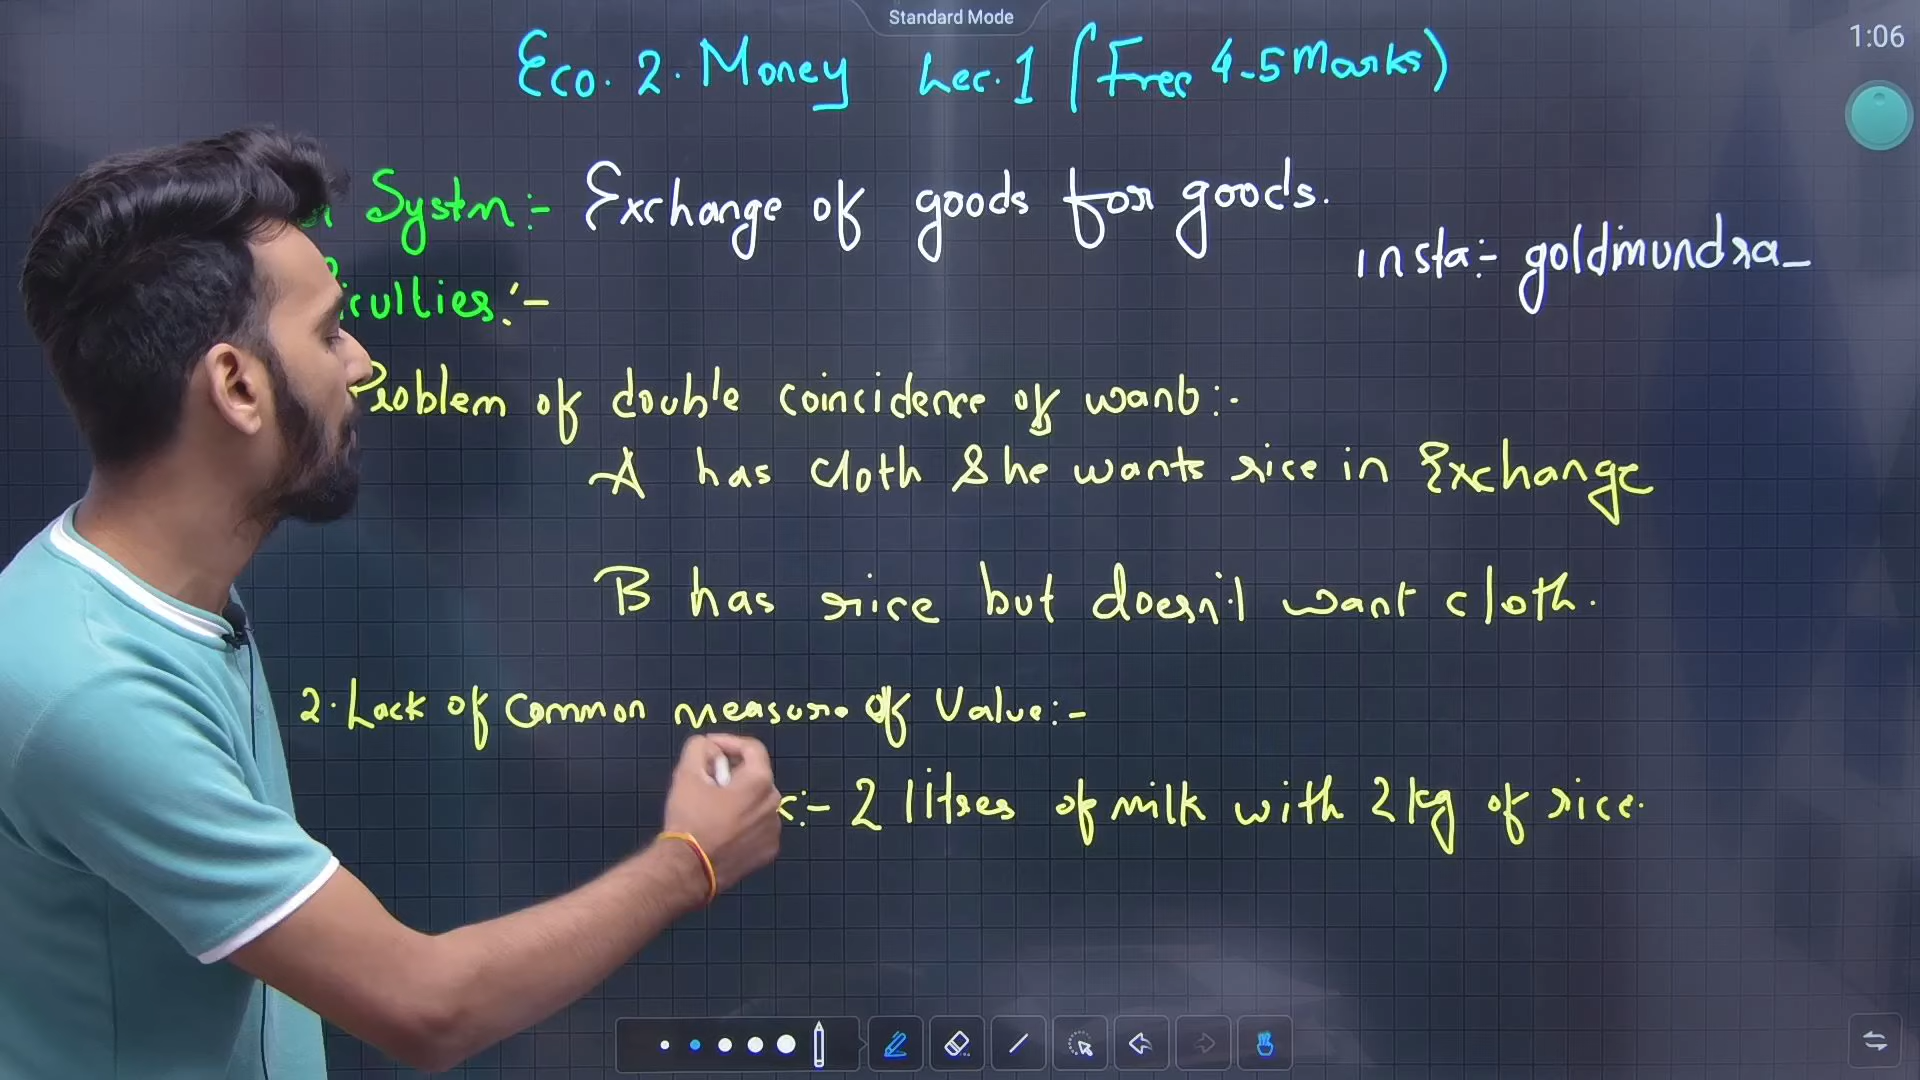 Standard Mode
1:06
Eco. 2. Money Lec. 1 (Free 4-5 Marks)
Systm:- Exchange of goods for goods.
insta:- goldimundra_
culties:-
Problem of double coincidence of wants:-
A has cloth & he wants rice in Exchange
B has rice but doesn't want cloth.
2. Lack of common measure of Value:-
:- 2 litres of milk with 2 kg of rice.